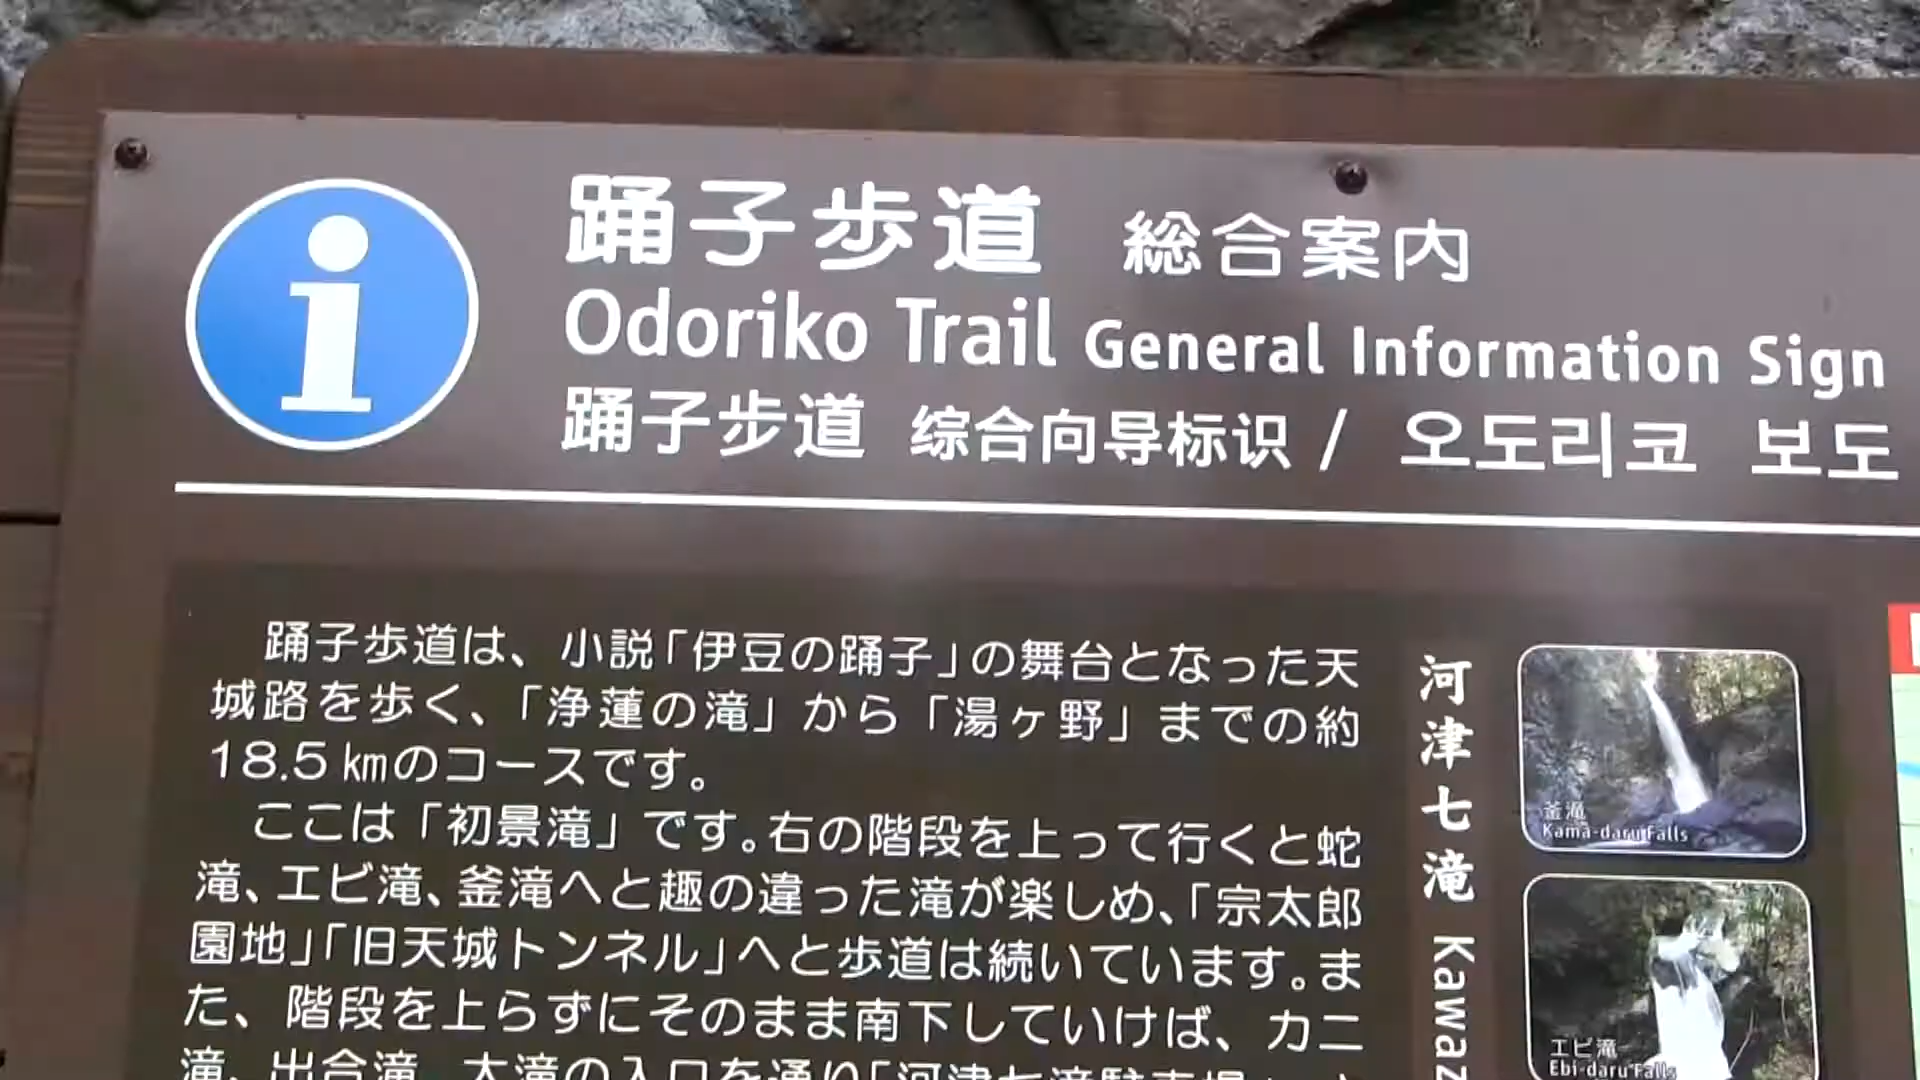 i
踊子歩道 総合案内
Odoriko Trail General Information Sign
踊子步道 综合向导标识 / 오도리코 보도
踊子歩道は、小説「伊豆の踊子」の舞台となった天
城路を歩く、「浄蓮の滝」から「湯ヶ野」までの約
18.5㎞のコースです。
ここは「初景滝」です。右の階段を上って行くと蛇
滝、エビ滝、釜滝へと趣の違った滝が楽しめ、「宗太郎
園地」「旧天城トンネル」へと歩道は続いています。ま
た、階段を上らずにそのまま南下していけば、カニ
滝、出合滝、大滝の入口を通り「河津七滝駐車場」
河津七滝 Kawaz
釜滝
Kama-daru Falls
エビ滝
Ebi-daru Falls